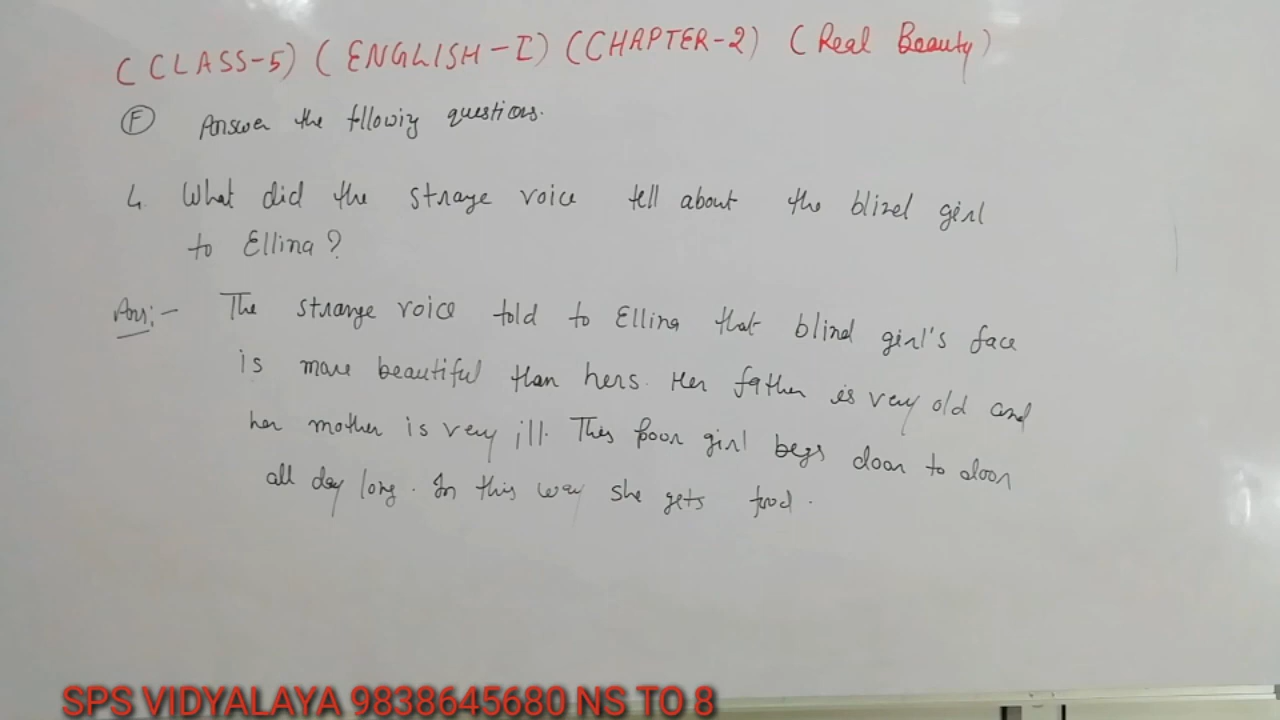 (CLASS-5) (ENGLISH-I) (CHAPTER-2) (Real Beauty)
F Answer the fllowing questions.
4. What did the strange voice tell about the blind girl
to Ellina?
Ans:- The strange voice told to Ellina that blind girl's face
is more beautiful than hers. Her father is very old and
her mother is very ill. This poor girl begs door to door
all day long. In this way she gets food.
SPS VIDYALAYA 9838645680 NS TO 8